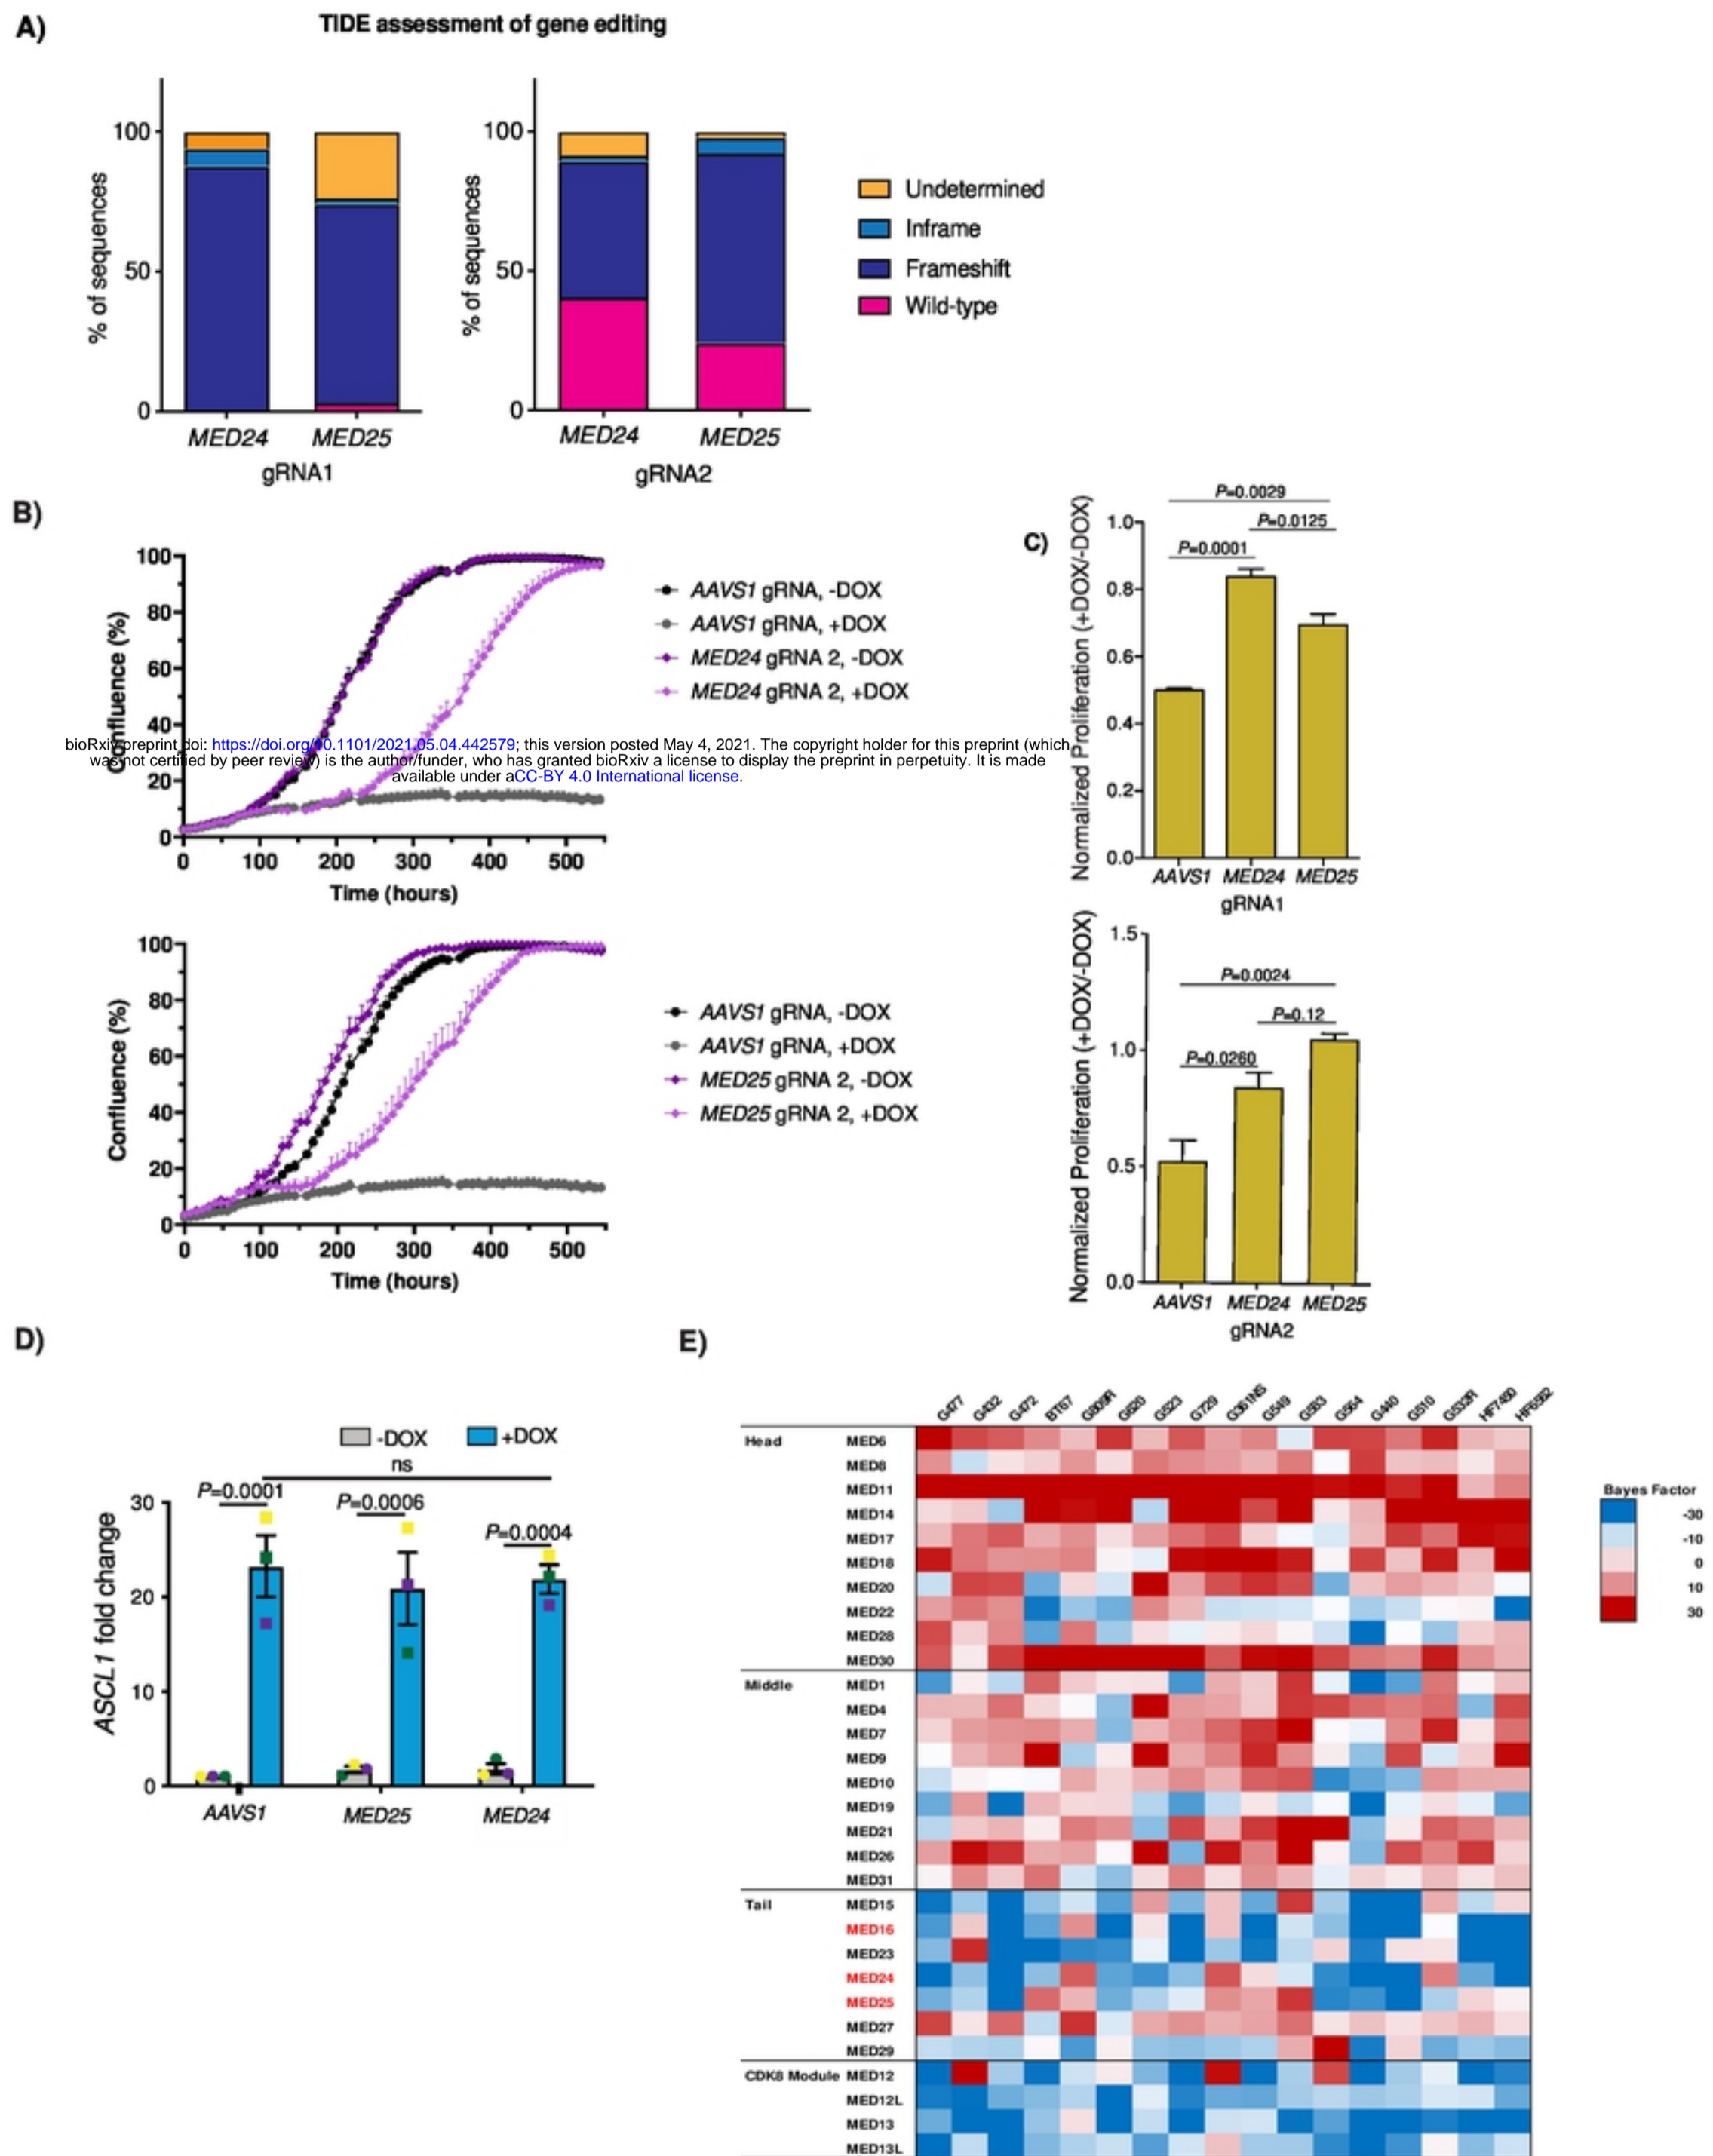 A)
TIDE assessment of gene editing
% of sequences
100
50
0
MED24 MED25
gRNA1
% of sequences
100
50
0
MED24 MED25
gRNA2
Undetermined
Inframe
Frameshift
Wild-type
B)
Confluence (%)
100
80
60
40
20
0
0 100 200 300 400 500
Time (hours)
AAVS1 gRNA, -DOX
AAVS1 gRNA, +DOX
MED24 gRNA 2, -DOX
MED24 gRNA 2, +DOX
bioRxiv preprint doi: https://doi.org/10.1101/2021.05.04.442579; this version posted May 4, 2021. The copyright holder for this preprint (which
was not certified by peer review) is the author/funder, who has granted bioRxiv a license to display the preprint in perpetuity. It is made
available under aCC-BY 4.0 International license.
Confluence (%)
100
80
60
40
20
0
0 100 200 300 400 500
Time (hours)
AAVS1 gRNA, -DOX
AAVS1 gRNA, +DOX
MED25 gRNA 2, -DOX
MED25 gRNA 2, +DOX
C)
Normalized Proliferation (+DOX/-DOX)
P=0.0029
P=0.0125
P=0.0001
1.0
0.8
0.6
0.4
0.2
0.0
AAVS1 MED24 MED25
gRNA1
Normalized Proliferation (+DOX/-DOX)
1.5
1.0
0.5
0.0
P=0.0024
P=0.12
P=0.0260
AAVS1 MED24 MED25
gRNA2
D)
-DOX +DOX
ns
P=0.0001
P=0.0006
P=0.0004
ASCL1 fold change
30
20
10
0
AAVS1 MED25 MED24
E)
G477 G432 G472 BT67 G809R G620 G523 G729 G361NS G549 G583 G564 G440 G510 G533R HF7450 HF6562
Head MED6
MED8
MED11
MED14
MED17
MED18
MED20
MED22
MED28
MED30
Middle MED1
MED4
MED7
MED9
MED10
MED19
MED21
MED26
MED31
Tail MED15
MED16
MED23
MED24
MED25
MED27
MED29
CDK8 Module MED12
MED12L
MED13
MED13L
Bayes Factor
-30
-10
0
10
30